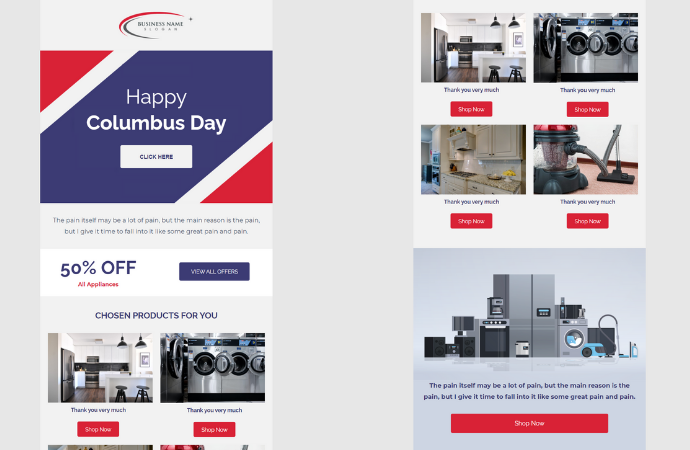 BUSINESS NAME
SLOGAN
Happy
Columbus Day
CLICK HERE
The pain itself may be a lot of pain, but the main reason is the pain,
but I give it time to fall into it like some great pain and pain.
50% OFF
All Appliances
VIEW ALL OFFERS
CHOSEN PRODUCTS FOR YOU
Thank you very much
Thank you very much
Shop Now
Shop Now
Thank you very much
Thank you very much
Shop Now
Shop Now
Thank you very much
Thank you very much
Shop Now
Shop Now
The pain itself may be a lot of pain, but the main reason is the
pain, but I give it time to fall into it like some great pain and pain.
Shop Now